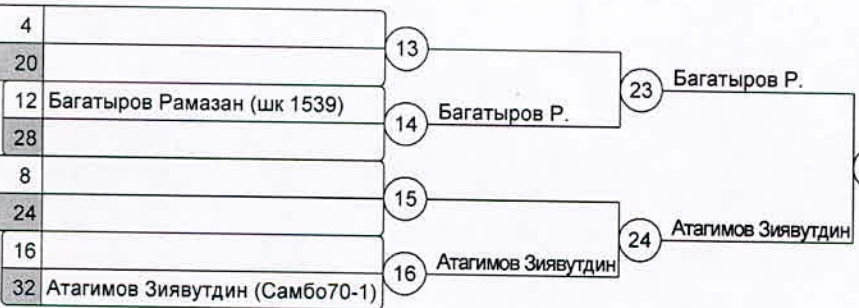 4
20
13
12 Багатыров Рамазан (шк 1539)
28
14 Багатыров Р.
23 Багатыров Р.
8
24
15
16
32 Атагимов Зиявутдин (Самбо70-1)
16 Атагимов Зиявутдин
24 Атагимов Зиявутдин